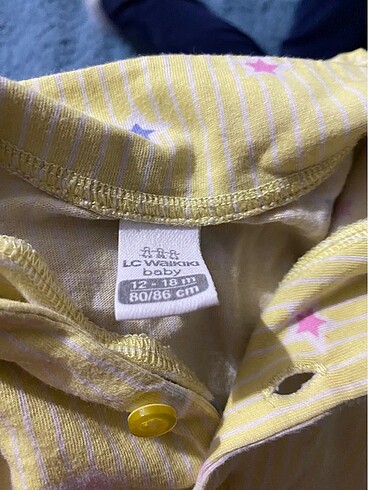 LC WAIKIKI
baby
12 - 18 m
80/86 cm